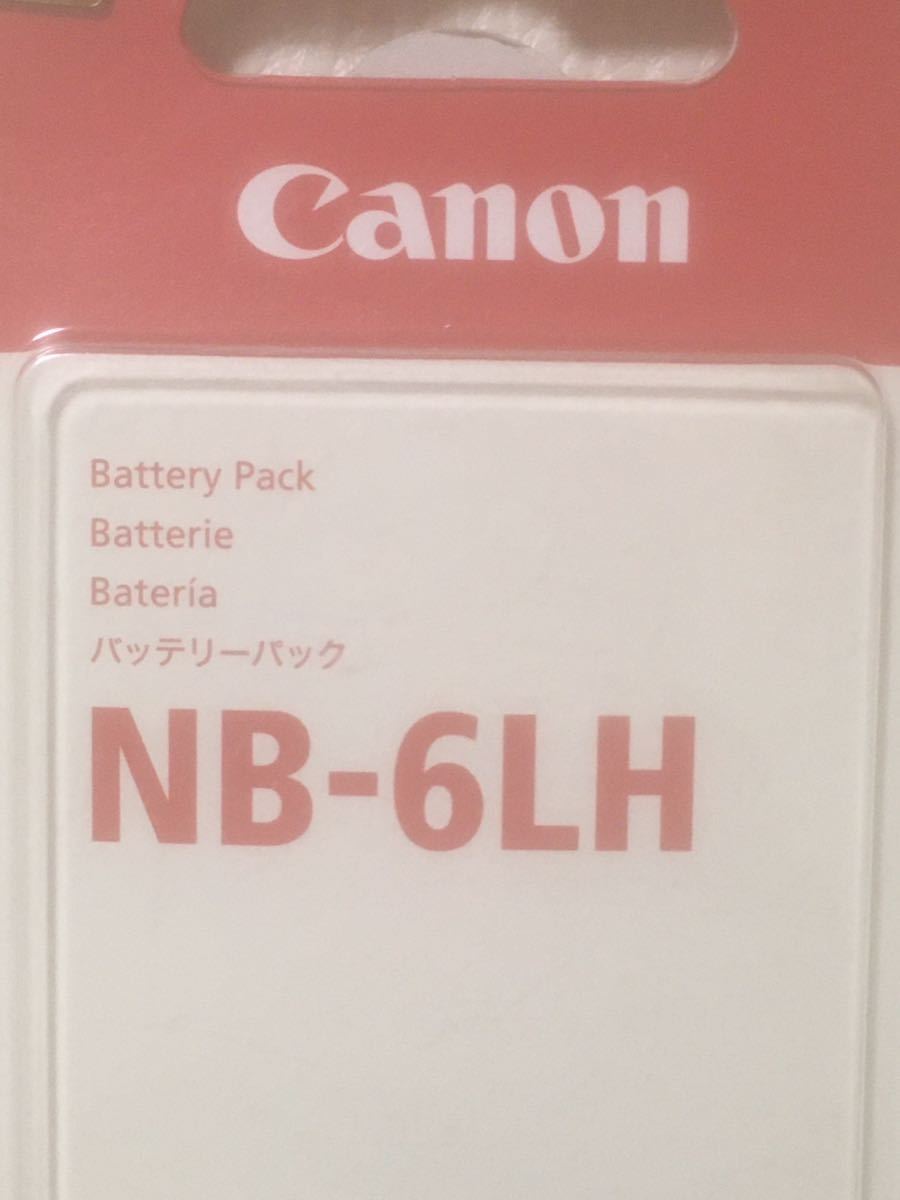 Canon
Battery Pack
Batterie
Batería
バッテリーパック
NB-6LH